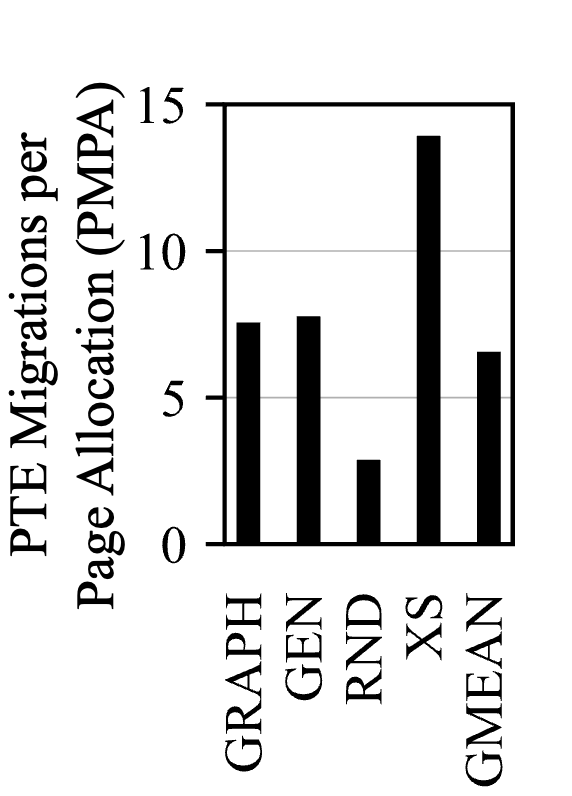 PTE Migrations per
Page Allocation (PMPA)
15
10
5
0
GRAPH
GEN
RND
XS
GMEAN